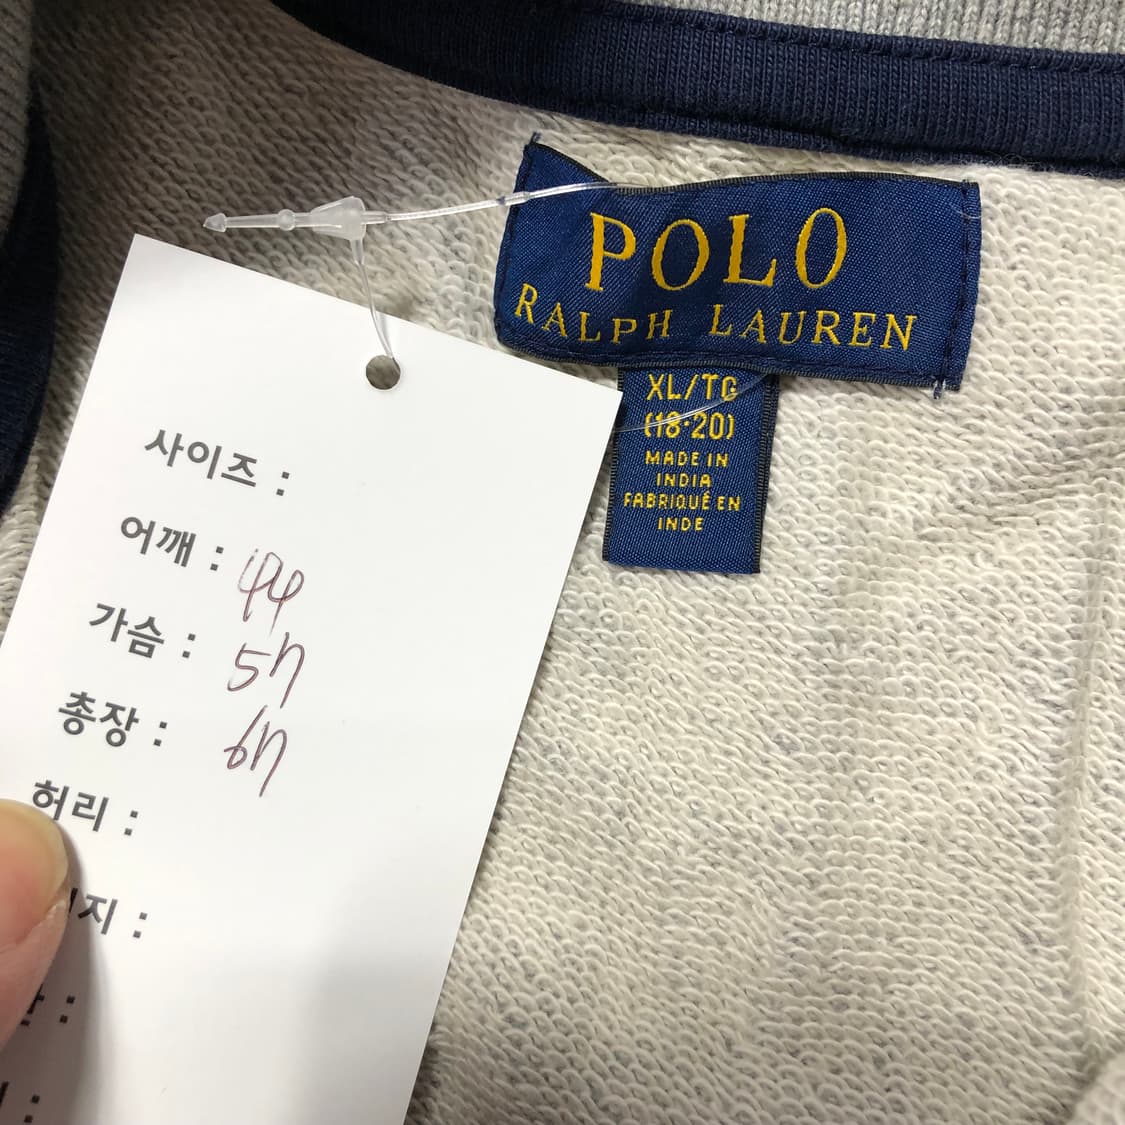 POLO
RALPH LAUREN
XL/TG
(18·20)
MADE IN
INDIA
FABRIQUÉ EN
INDE
사이즈 :
어깨 : 44
가슴 : 57
총장 : 67
허리 :